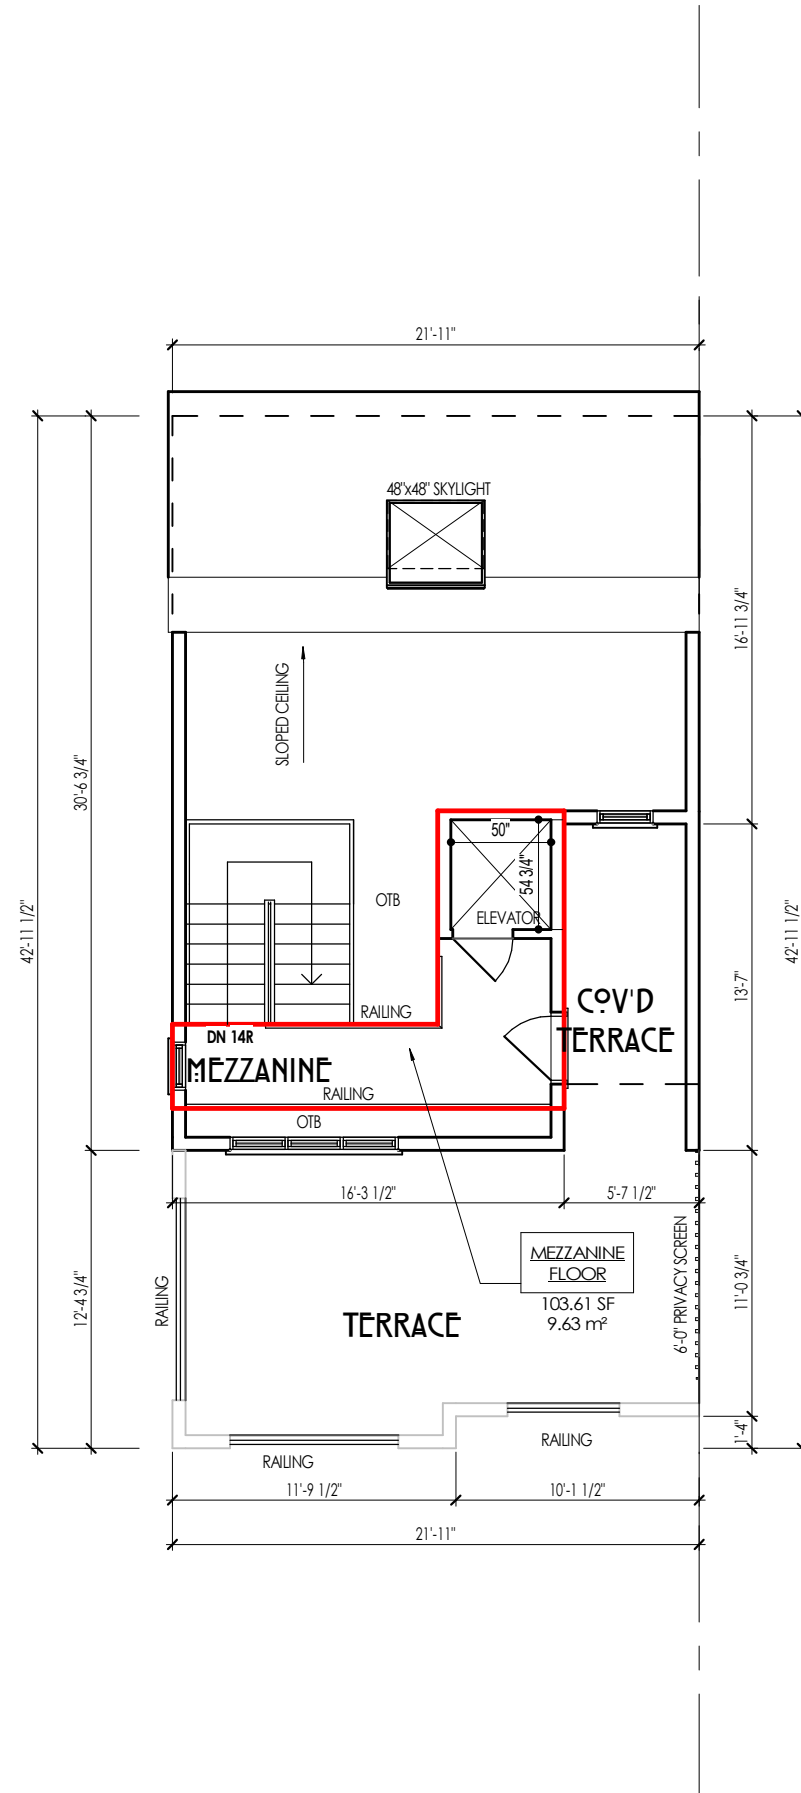 21'-11"
48"x48" SKYLIGHT
16'-11 3/4"
SLOPED CEILING
30'-6 3/4"
50"
54 3/4"
OTB
ELEVATOR
42'-11 1/2"
42'-11 1/2"
13'-7"
COV'D
TERRACE
RAILING
DN 14R
MEZZANINE
RAILING
OTB
16'-3 1/2"
5'-7 1/2"
MEZZANINE
FLOOR
103.61 SF
9.63 m²
6'-0" PRIVACY SCREEN
11'-0 3/4"
12'-4 3/4"
RAILING
TERRACE
1'-4"
RAILING
RAILING
11'-9 1/2"
10'-1 1/2"
21'-11"